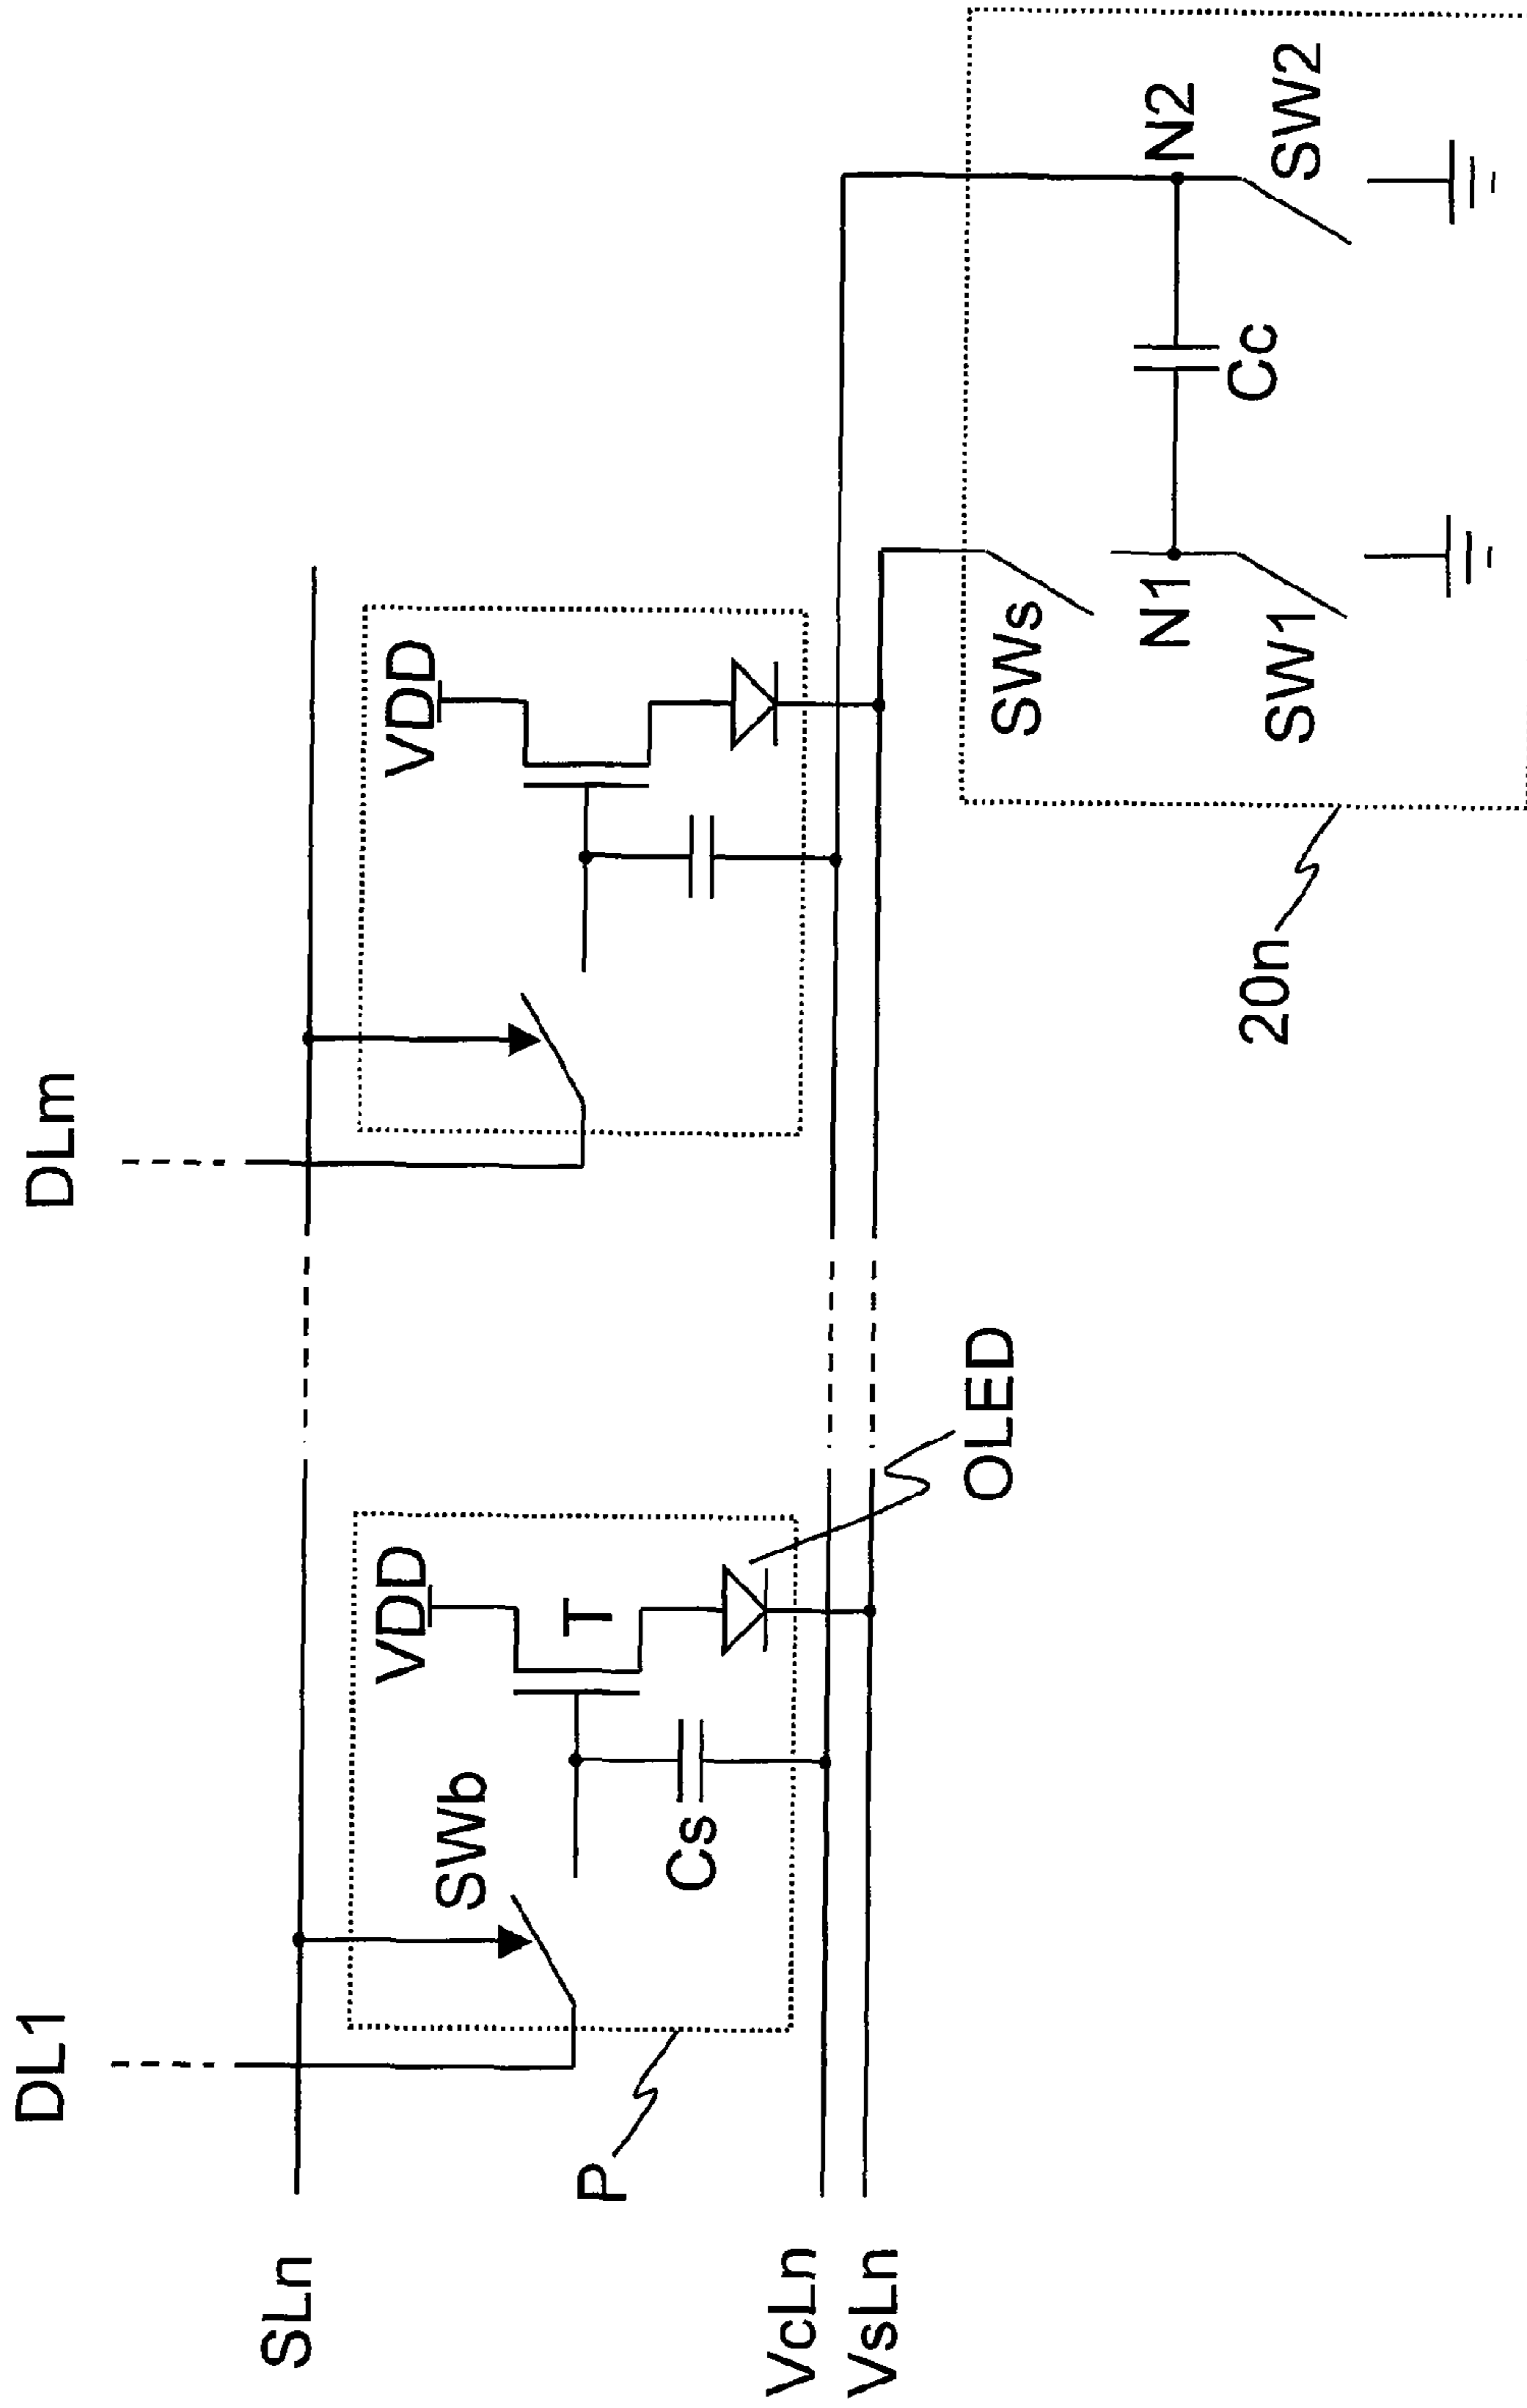 DL1
DLm
SLn
VDD
VDD
SWb
T
Cs
P
OLED
VcLn
VsLn
SWs
N1
N2
Cc
SW1
SW2
20n